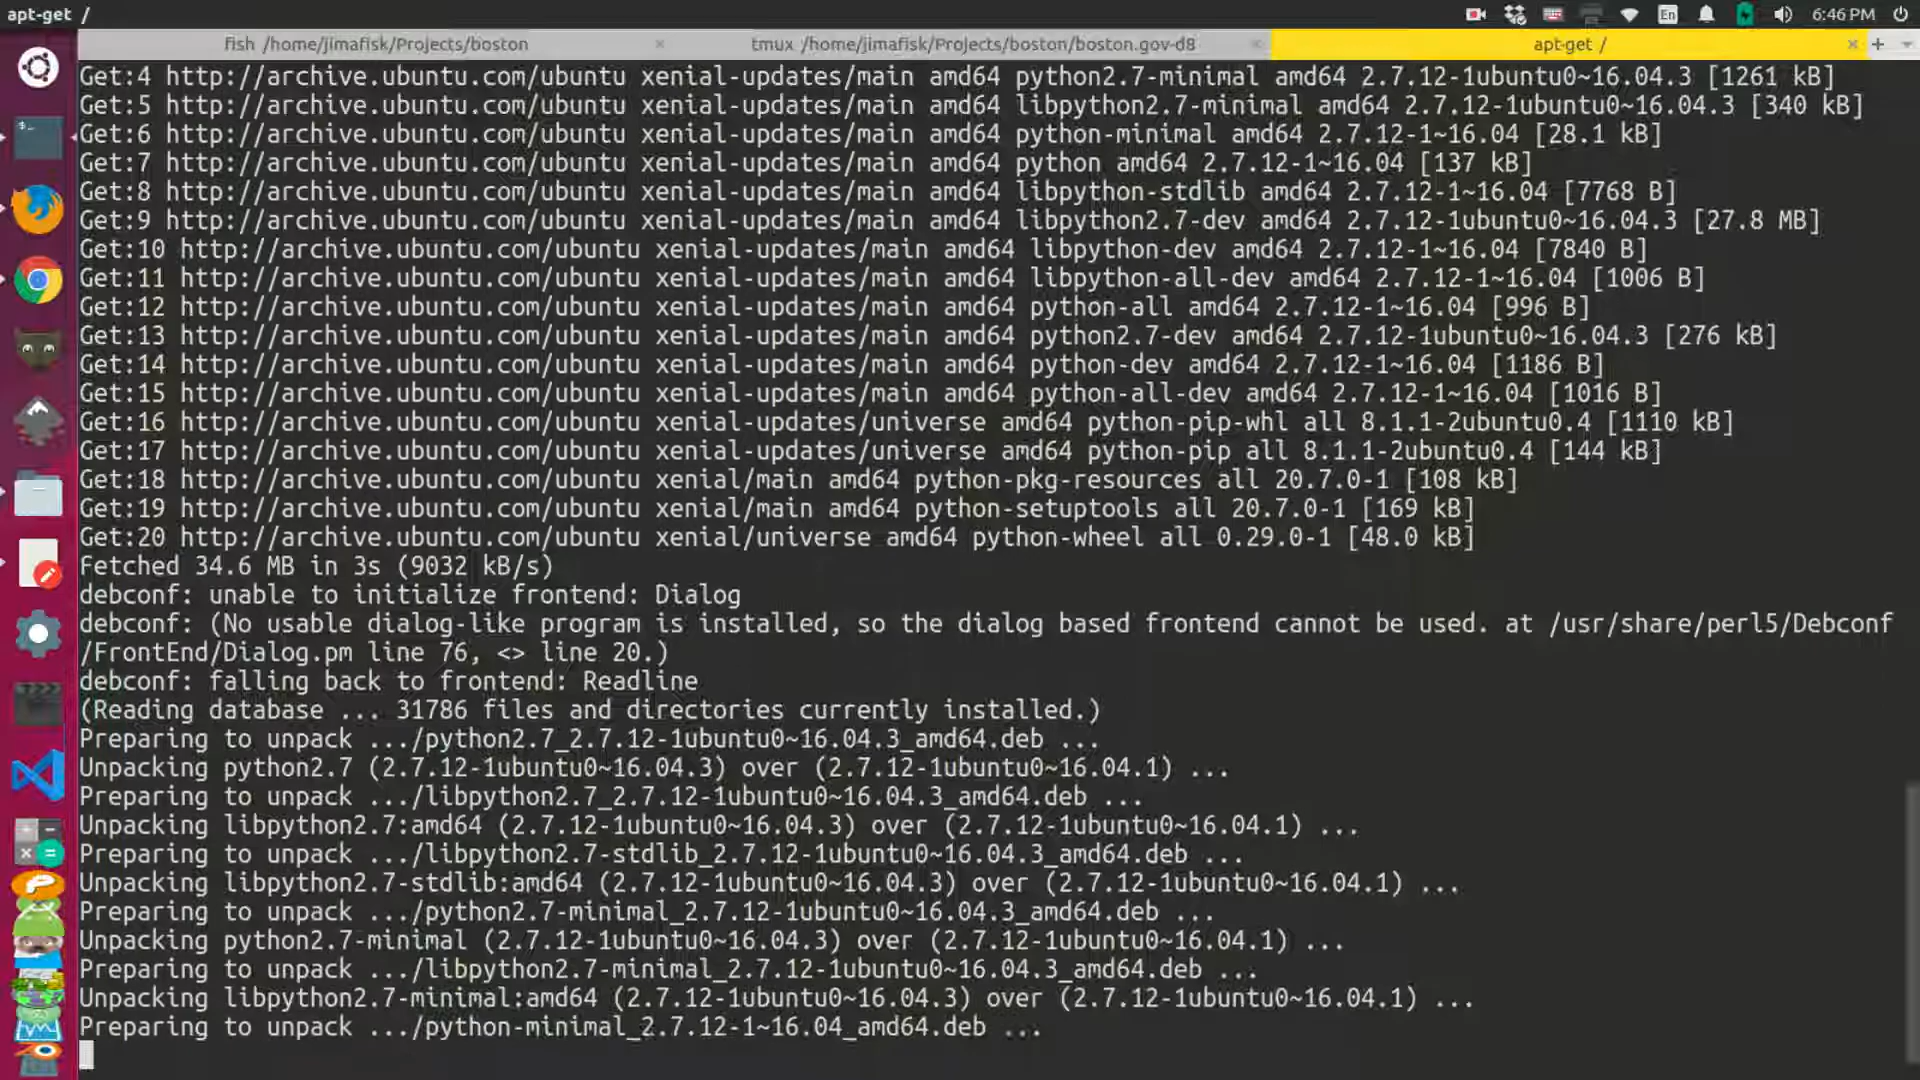 apt-get /
En
6:46 PM
fish /home/jimafisk/Projects/boston
tmux /home/jimafisk/Projects/boston/boston.gov-d8
apt-get /
Get:4 http://archive.ubuntu.com/ubuntu xenial-updates/main amd64 python2.7-minimal amd64 2.7.12-1ubuntu0~16.04.3 [1261 kB]
Get:5 http://archive.ubuntu.com/ubuntu xenial-updates/main amd64 libpython2.7-minimal amd64 2.7.12-1ubuntu0~16.04.3 [340 kB]
Get:6 http://archive.ubuntu.com/ubuntu xenial-updates/main amd64 python-minimal amd64 2.7.12-1~16.04 [28.1 kB]
Get:7 http://archive.ubuntu.com/ubuntu xenial-updates/main amd64 python amd64 2.7.12-1~16.04 [137 kB]
Get:8 http://archive.ubuntu.com/ubuntu xenial-updates/main amd64 libpython-stdlib amd64 2.7.12-1~16.04 [7768 B]
Get:9 http://archive.ubuntu.com/ubuntu xenial-updates/main amd64 libpython2.7-dev amd64 2.7.12-1ubuntu0~16.04.3 [27.8 MB]
Get:10 http://archive.ubuntu.com/ubuntu xenial-updates/main amd64 libpython-dev amd64 2.7.12-1~16.04 [7840 B]
Get:11 http://archive.ubuntu.com/ubuntu xenial-updates/main amd64 libpython-all-dev amd64 2.7.12-1~16.04 [1006 B]
Get:12 http://archive.ubuntu.com/ubuntu xenial-updates/main amd64 python-all amd64 2.7.12-1~16.04 [996 B]
Get:13 http://archive.ubuntu.com/ubuntu xenial-updates/main amd64 python2.7-dev amd64 2.7.12-1ubuntu0~16.04.3 [276 kB]
Get:14 http://archive.ubuntu.com/ubuntu xenial-updates/main amd64 python-dev amd64 2.7.12-1~16.04 [1186 B]
Get:15 http://archive.ubuntu.com/ubuntu xenial-updates/main amd64 python-all-dev amd64 2.7.12-1~16.04 [1016 B]
Get:16 http://archive.ubuntu.com/ubuntu xenial-updates/universe amd64 python-pip-whl all 8.1.1-2ubuntu0.4 [1110 kB]
Get:17 http://archive.ubuntu.com/ubuntu xenial-updates/universe amd64 python-pip all 8.1.1-2ubuntu0.4 [144 kB]
Get:18 http://archive.ubuntu.com/ubuntu xenial/main amd64 python-pkg-resources all 20.7.0-1 [108 kB]
Get:19 http://archive.ubuntu.com/ubuntu xenial/main amd64 python-setuptools all 20.7.0-1 [169 kB]
Get:20 http://archive.ubuntu.com/ubuntu xenial/universe amd64 python-wheel all 0.29.0-1 [48.0 kB]
Fetched 34.6 MB in 3s (9032 kB/s)
debconf: unable to initialize frontend: Dialog
debconf: (No usable dialog-like program is installed, so the dialog based frontend cannot be used. at /usr/share/perl5/Debconf
/FrontEnd/Dialog.pm line 76, <> line 20.)
debconf: falling back to frontend: Readline
(Reading database ... 31786 files and directories currently installed.)
Preparing to unpack .../python2.7_2.7.12-1ubuntu0~16.04.3_amd64.deb ...
Unpacking python2.7 (2.7.12-1ubuntu0~16.04.3) over (2.7.12-1ubuntu0~16.04.1) ...
Preparing to unpack .../libpython2.7_2.7.12-1ubuntu0~16.04.3_amd64.deb ...
Unpacking libpython2.7:amd64 (2.7.12-1ubuntu0~16.04.3) over (2.7.12-1ubuntu0~16.04.1) ...
Preparing to unpack .../libpython2.7-stdlib_2.7.12-1ubuntu0~16.04.3_amd64.deb ...
Unpacking libpython2.7-stdlib:amd64 (2.7.12-1ubuntu0~16.04.3) over (2.7.12-1ubuntu0~16.04.1) ...
Preparing to unpack .../python2.7-minimal_2.7.12-1ubuntu0~16.04.3_amd64.deb ...
Unpacking python2.7-minimal (2.7.12-1ubuntu0~16.04.3) over (2.7.12-1ubuntu0~16.04.1) ...
Preparing to unpack .../libpython2.7-minimal_2.7.12-1ubuntu0~16.04.3_amd64.deb ...
Unpacking libpython2.7-minimal:amd64 (2.7.12-1ubuntu0~16.04.3) over (2.7.12-1ubuntu0~16.04.1) ...
Preparing to unpack .../python-minimal_2.7.12-1~16.04_amd64.deb ...